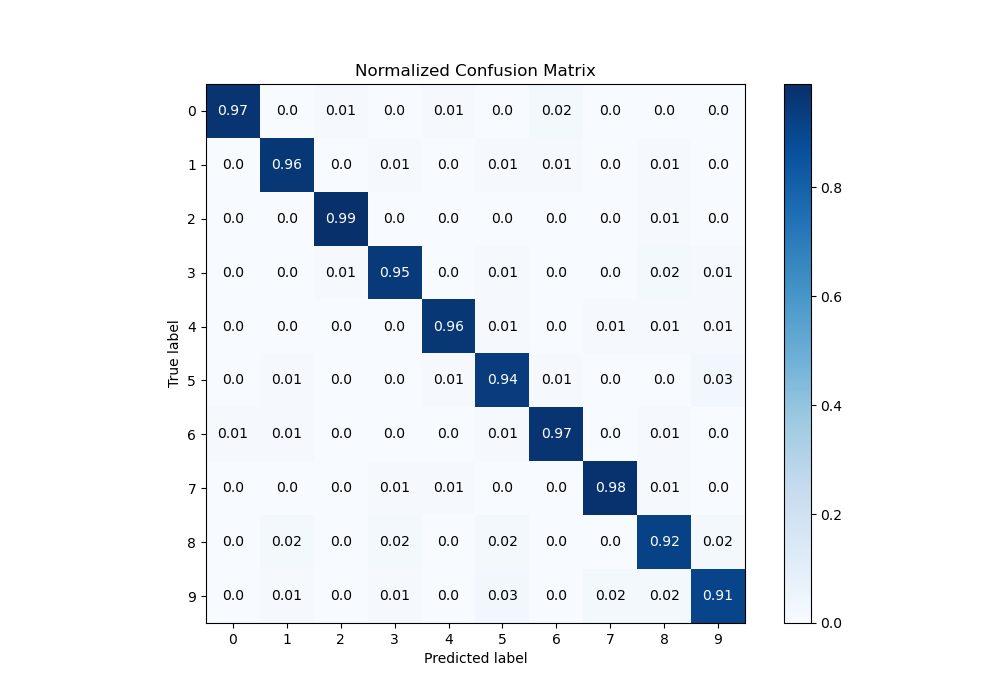 Normalized Confusion Matrix
0 0.97 0.0 0.01 0.0 0.01 0.0 0.02 0.0 0.0 0.0
1 0.0 0.96 0.0 0.01 0.0 0.01 0.01 0.0 0.01 0.0
0.8
2 0.0 0.0 0.99 0.0 0.0 0.0 0.0 0.0 0.01 0.0
3 0.0 0.0 0.01 0.95 0.0 0.01 0.0 0.0 0.02 0.01
0.6
True label
4 0.0 0.0 0.0 0.0 0.96 0.01 0.0 0.01 0.01 0.01
5 0.0 0.01 0.0 0.0 0.01 0.94 0.01 0.0 0.0 0.03
0.4
6 0.01 0.01 0.0 0.0 0.0 0.01 0.97 0.0 0.01 0.0
7 0.0 0.0 0.0 0.01 0.01 0.0 0.0 0.98 0.01 0.0
0.2
8 0.0 0.02 0.0 0.02 0.0 0.02 0.0 0.0 0.92 0.02
9 0.0 0.01 0.0 0.01 0.0 0.03 0.0 0.02 0.02 0.91
0.0
0 1 2 3 4 5 6 7 8 9
Predicted label